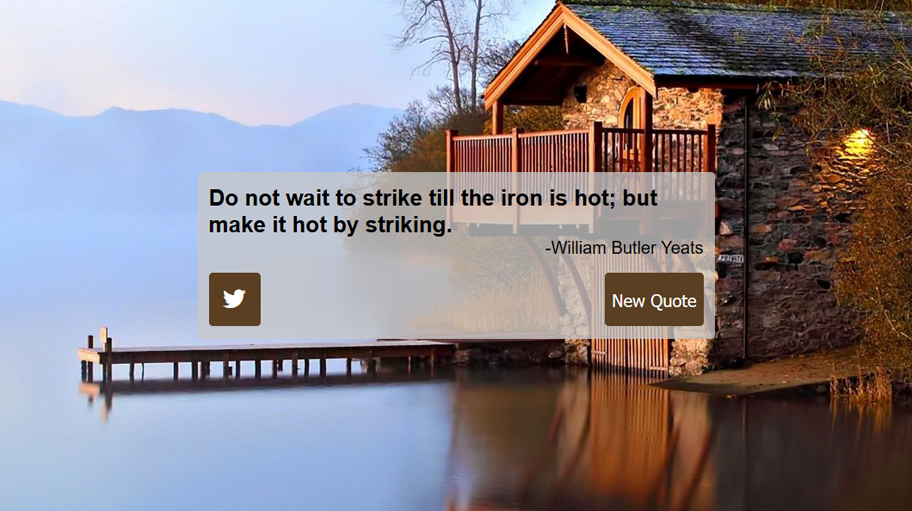 Do not wait to strike till the iron is hot; but
make it hot by striking.
-William Butler Yeats
New Quote